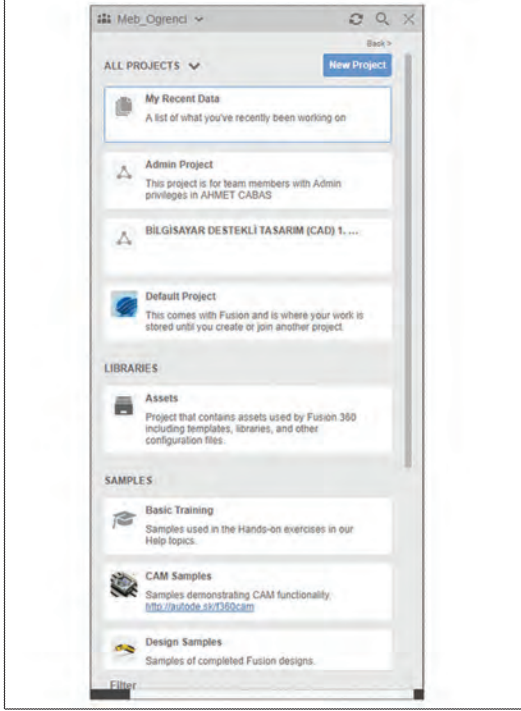 Meb_Ogrenci
Back >
ALL PROJECTS
New Project
My Recent Data
A list of what you've recently been working on
Admin Project
This project is for team members with Admin
privileges in AHMET CABAS
BİLGİSAYAR DESTEKLİ TASARIM (CAD) 1. ...
Default Project
This comes with Fusion and is where your work is
stored until you create or join another project
LIBRARIES
Assets
Project that contains assets used by Fusion 360
including templates, libraries, and other
configuration files.
SAMPLES
Basic Training
Samples used in the Hands-on exercises in our
Help topics.
CAM Samples
Samples demonstrating CAM functionality.
http://autode.sk/f360cam
Design Samples
Samples of completed Fusion designs.
Filter